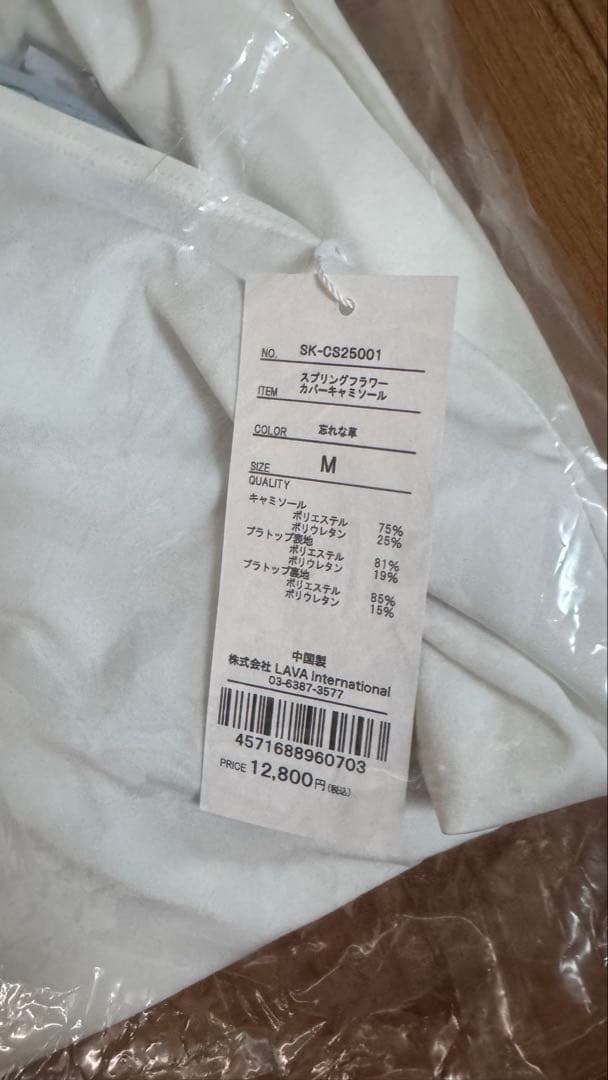 NO. SK-CS25001
ITEM スプリングフラワー
カバーキャミソール
COLOR 忘れな草
SIZE M
QUALITY
キャミソール
ポリエステル 75%
ポリウレタン 25%
ブラトップ表地
ポリエステル 81%
ポリウレタン 19%
ブラトップ裏地
ポリエステル 85%
ポリウレタン 15%
中国製
株式会社 LAVA International
03-6387-3577
4571688960703
PRICE 12,800円(税込)